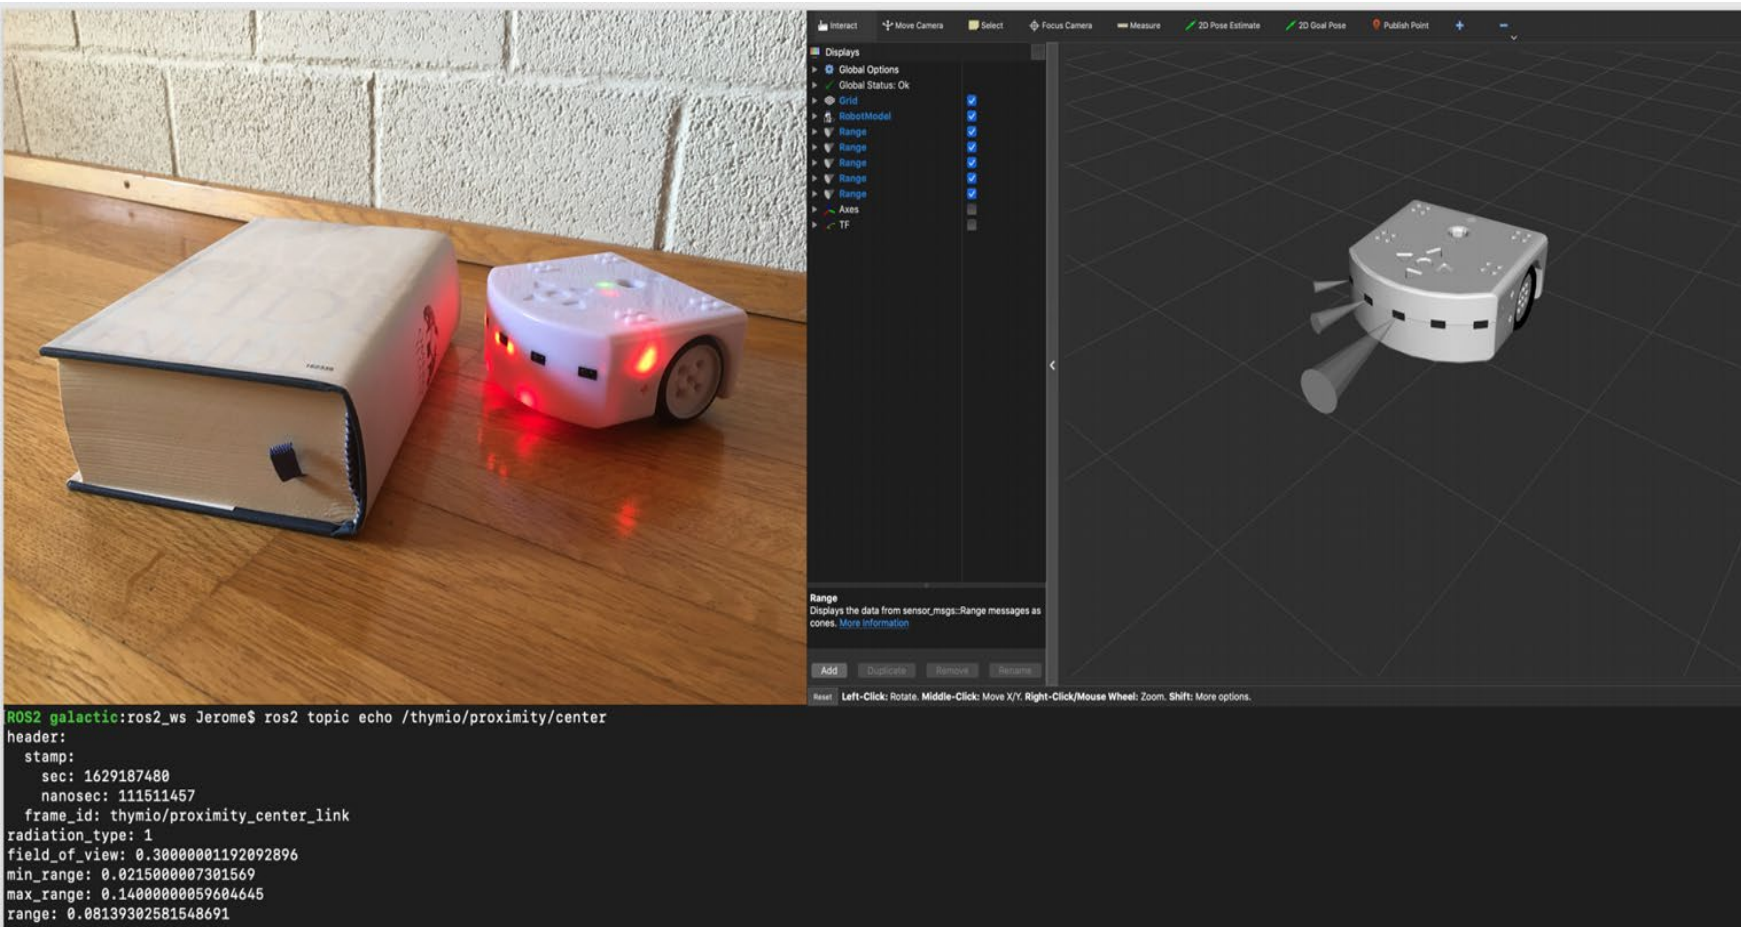 Interact Move Camera Select Focus Camera Measure 2D Pose Estimate 2D Goal Pose Publish Point
Displays
Global Options
Global Status: Ok
Grid
RobotModel
Range
Range
Range
Range
Range
Axes
TF
Range
Displays the data from sensor_msgs::Range messages as
cones. More Information
Add Duplicate Remove Rename
Reset Left-Click: Rotate. Middle-Click: Move X/Y. Right-Click/Mouse Wheel: Zoom. Shift: More options.
[ROS2 galactic:ros2_ws Jerome$ ros2 topic echo /thymio/proximity/center
header:
stamp:
sec: 1629187480
nanosec: 111511457
frame_id: thymio/proximity_center_link
radiation_type: 1
field_of_view: 0.30000001192092896
min_range: 0.0215000007301569
max_range: 0.14000000059604645
range: 0.08139302581548691